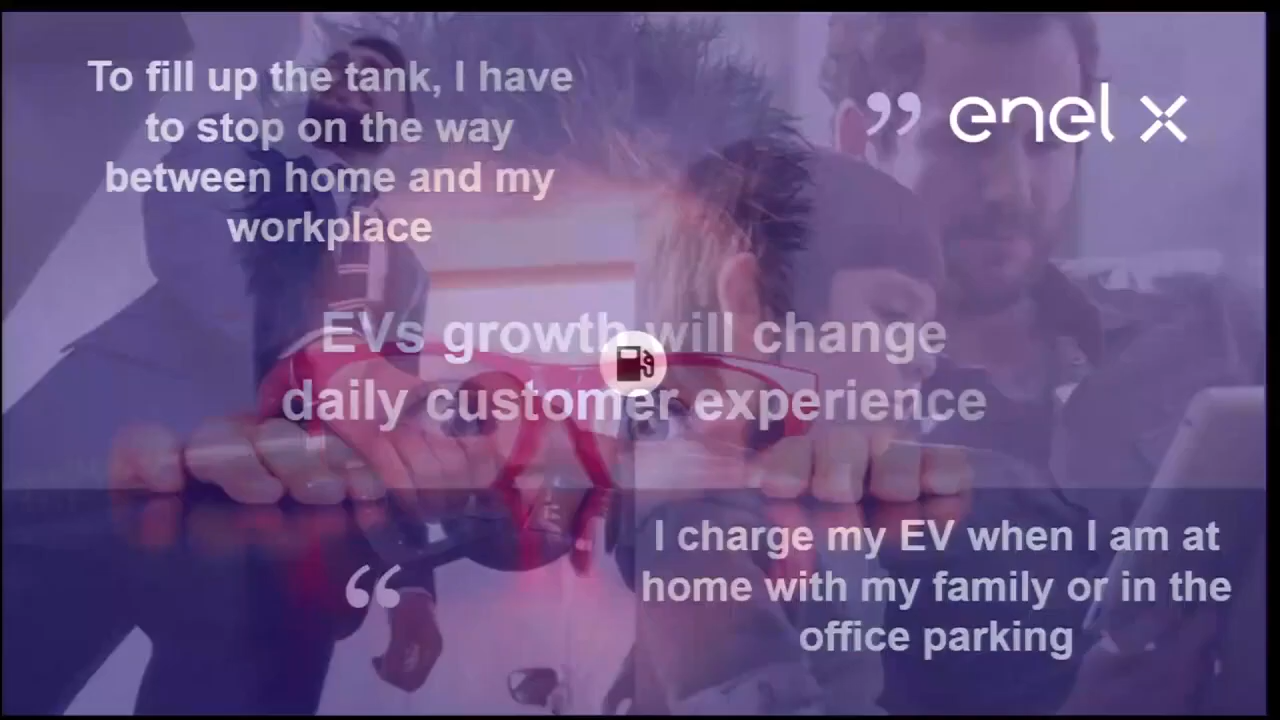 To fill up the tank, I have
to stop on the way
between home and my
workplace
” enel x
EVs growth will change
daily customer experience
“
I charge my EV when I am at
home with my family or in the
office parking